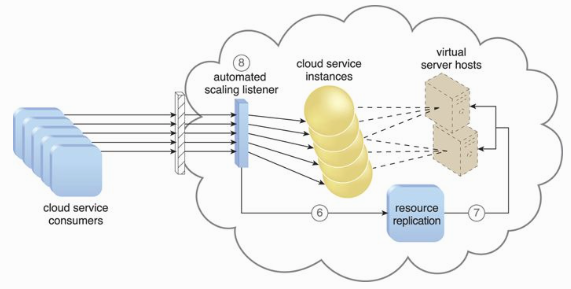 8
automated
scaling listener
cloud service
instances
virtual
server hosts
cloud service
consumers
6
resource
replication
7